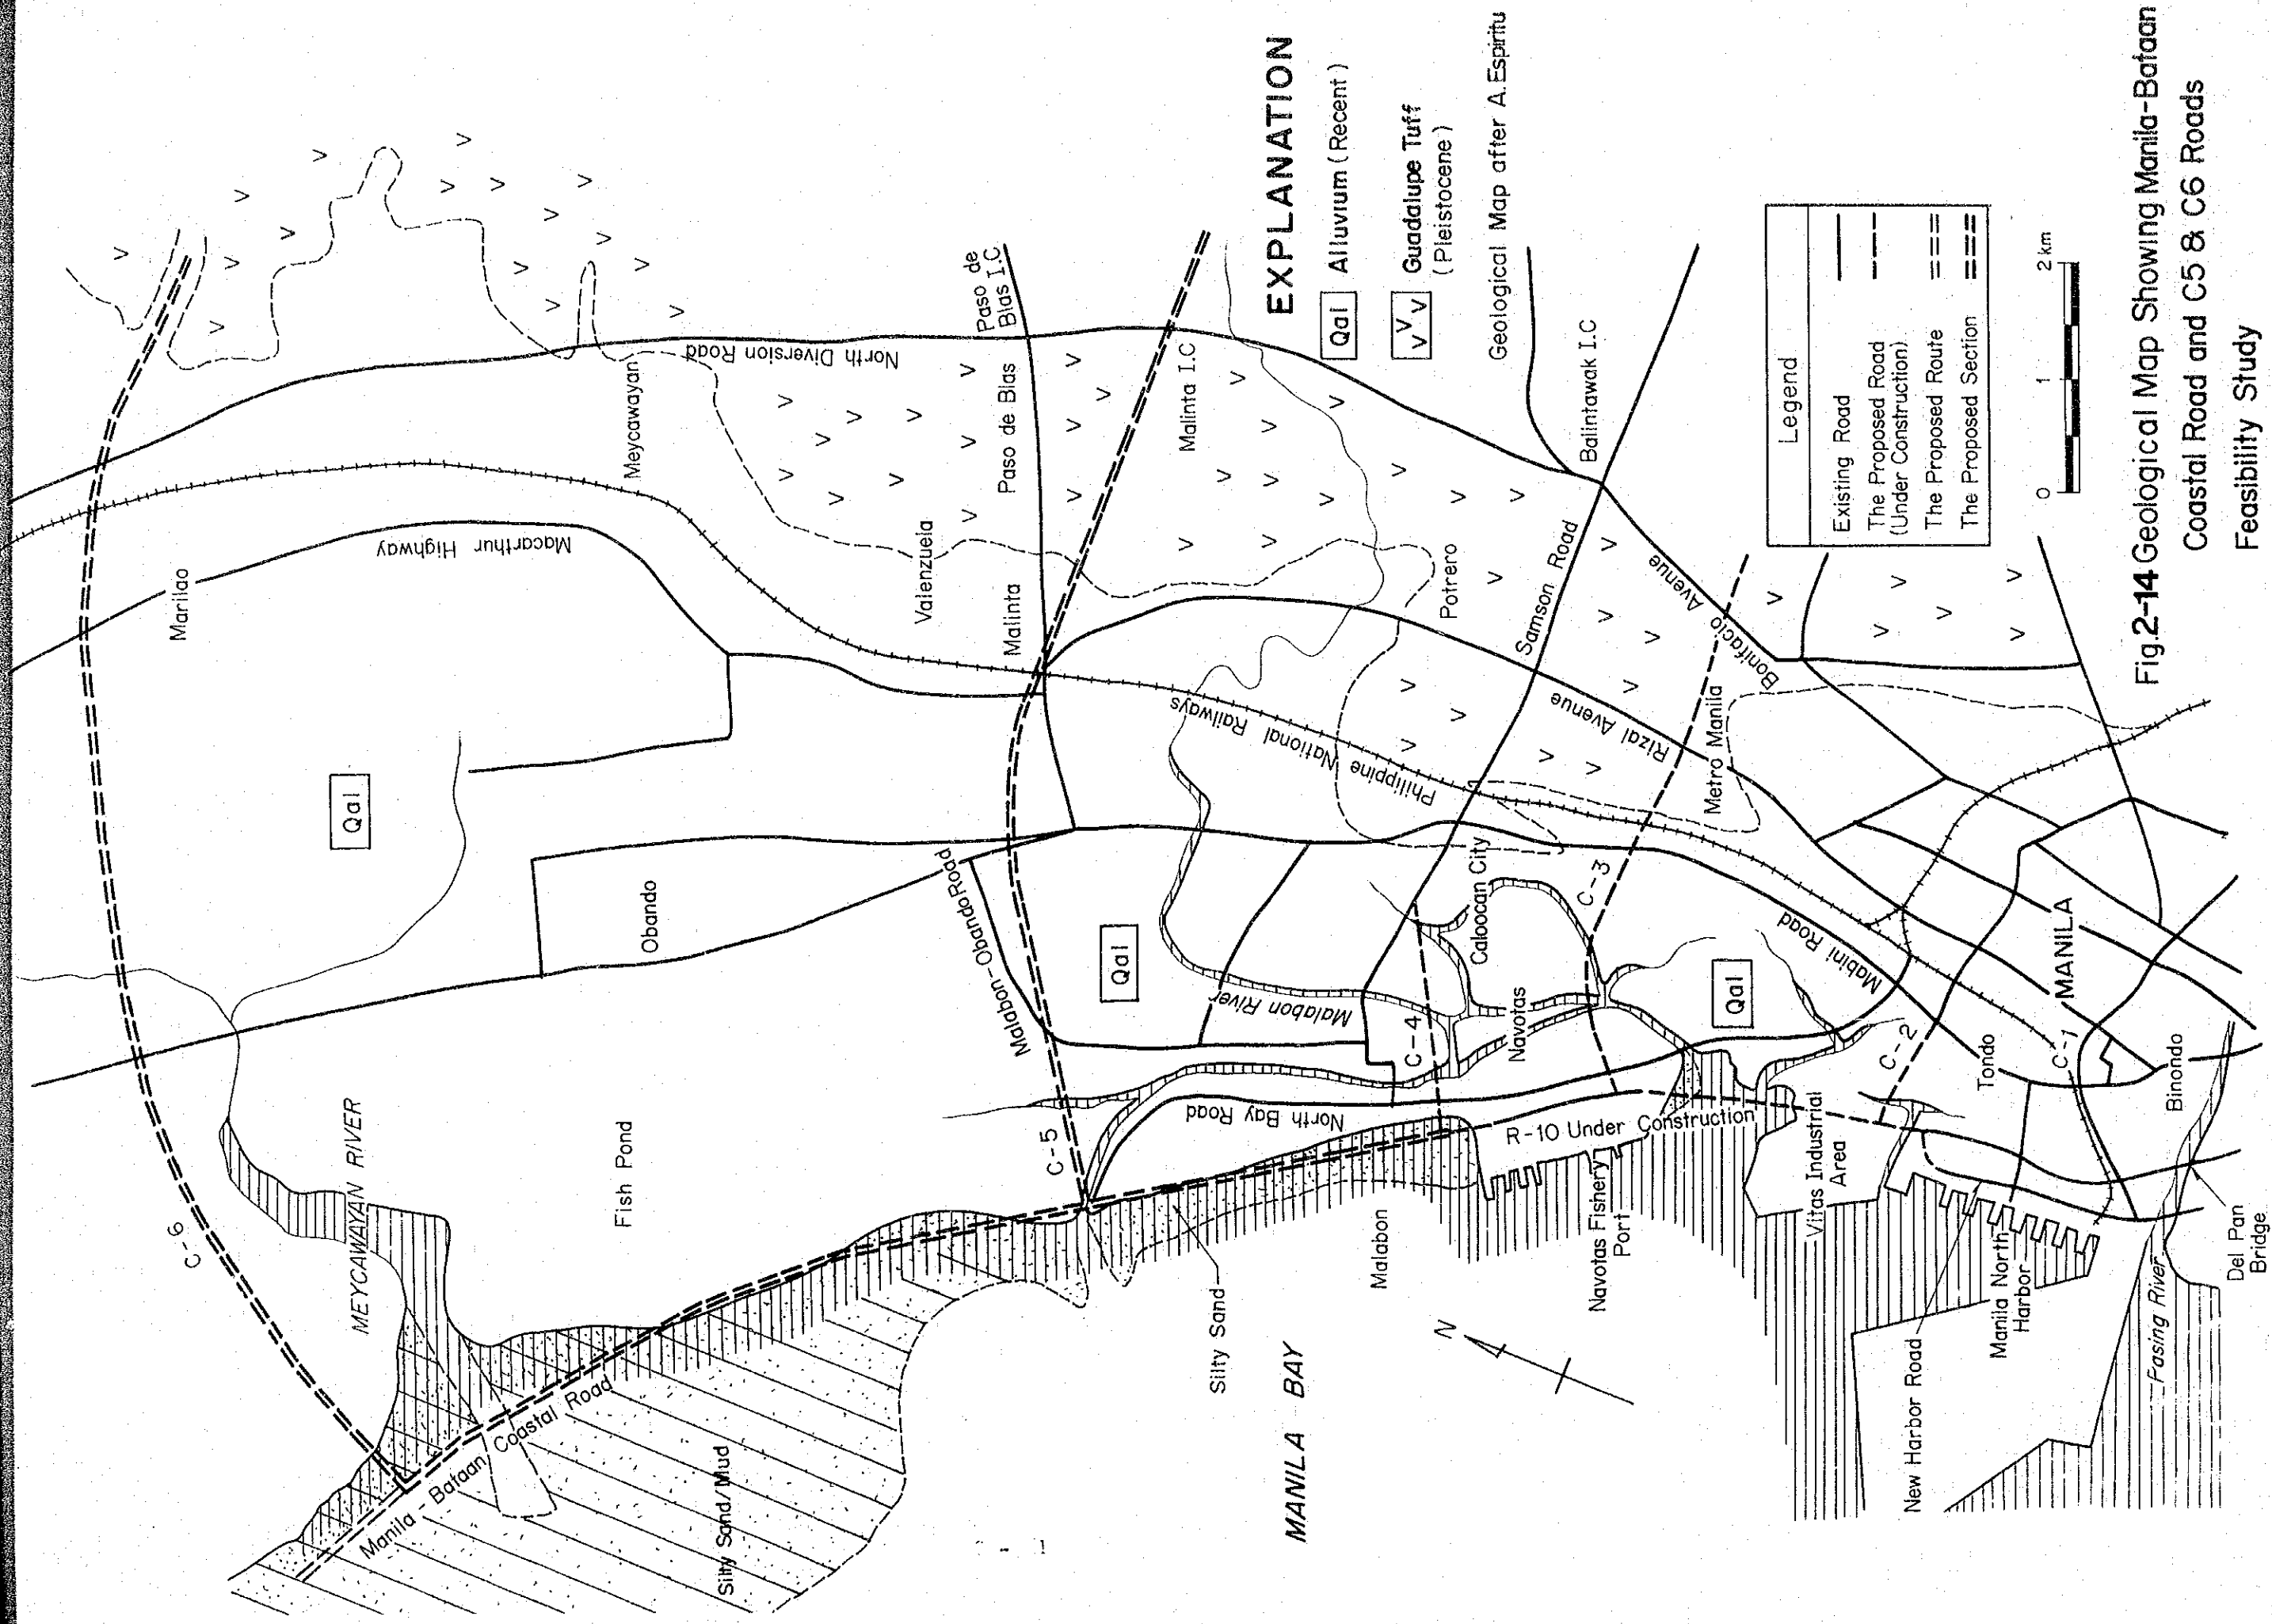 Fig.2-14 Geological Map Showing Manila-Bataan
Coastal Road and C5 & C6 Roads
Feasibility Study
EXPLANATION
Qal Alluvium (Recent)
V V V Guadalupe Tuff
(Pleistocene)
Geological Map after A. Espiritu
Legend
Existing Road
The Proposed Road
(Under Construction)
The Proposed Route
The Proposed Section
0 1 2 km
N
C-6
Marilao
Macarthur Highway
Meycawayan
North Diversion Road
Qal
MEYCAWAYAN RIVER
Fish Pond
Obando
Manila - Bataan Coastal Road
Silty Sand/Mud
Valenzuela
Malinta
Paso de Blas
Paso de
Blas I.C
Malinta I.C
Malabon-Obando Road
C-5
Qal
Malabon River
North Bay Road
Silty Sand
MANILA BAY
Malabon
Philippine National Railways
Potrero
Samson Road
Balintawak I.C
Rizal Avenue
Bonifacio Avenue
Metro Manila
Caloocan City
C-4
Navotas
C-3
Qal
Mabini Road
R-10 Under Construction
Navotas Fishery
Port
Vitas Industrial
Area
C-2
Tondo
C-1
MANILA
Binondo
New Harbor Road
Manila North
Harbor
Pasing River
Del Pan
Bridge